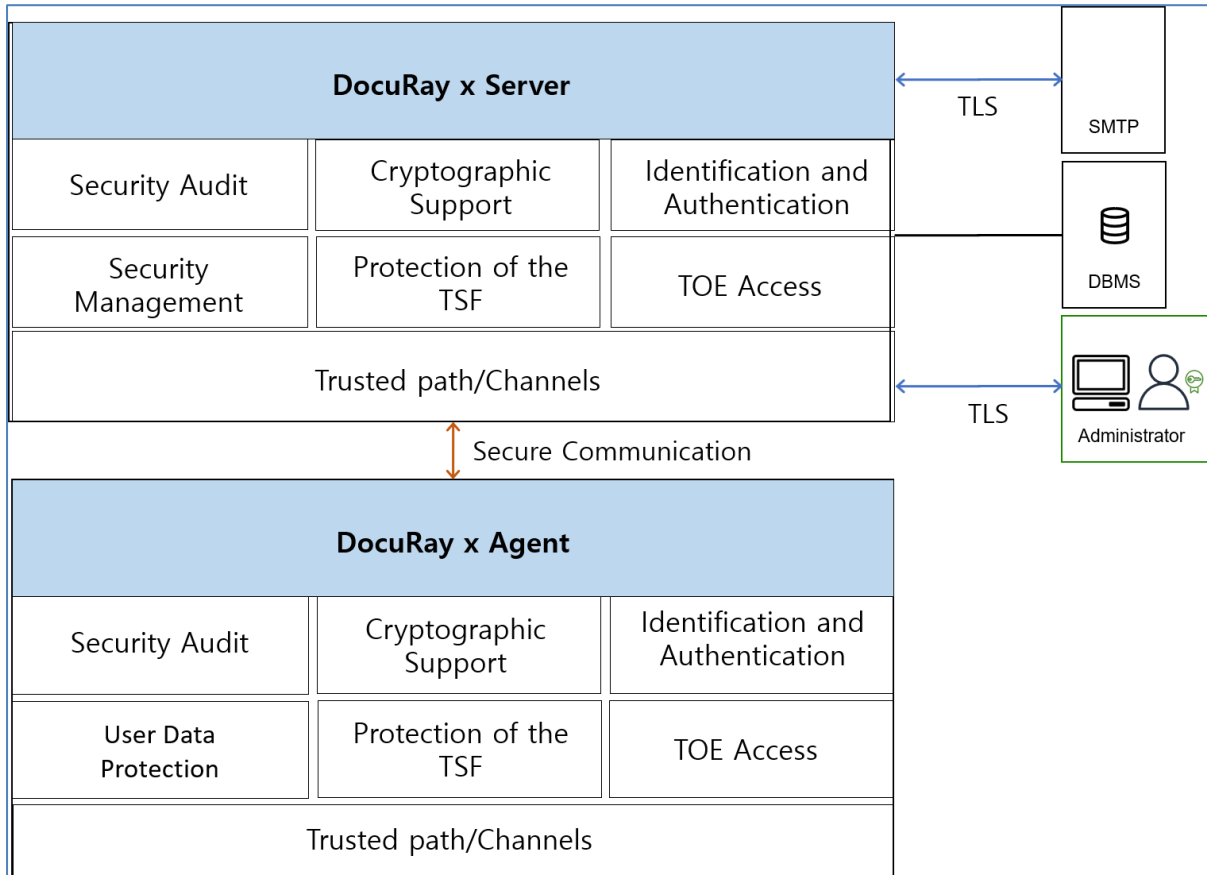 DocuRay x Server
TLS
SMTP
Security Audit
Cryptographic
Support
Identification and
Authentication
DBMS
Security
Management
Protection of the
TSF
TOE Access
Trusted path/Channels
TLS
Administrator
Secure Communication
DocuRay x Agent
Security Audit
Cryptographic
Support
Identification and
Authentication
User Data
Protection
Protection of the
TSF
TOE Access
Trusted path/Channels